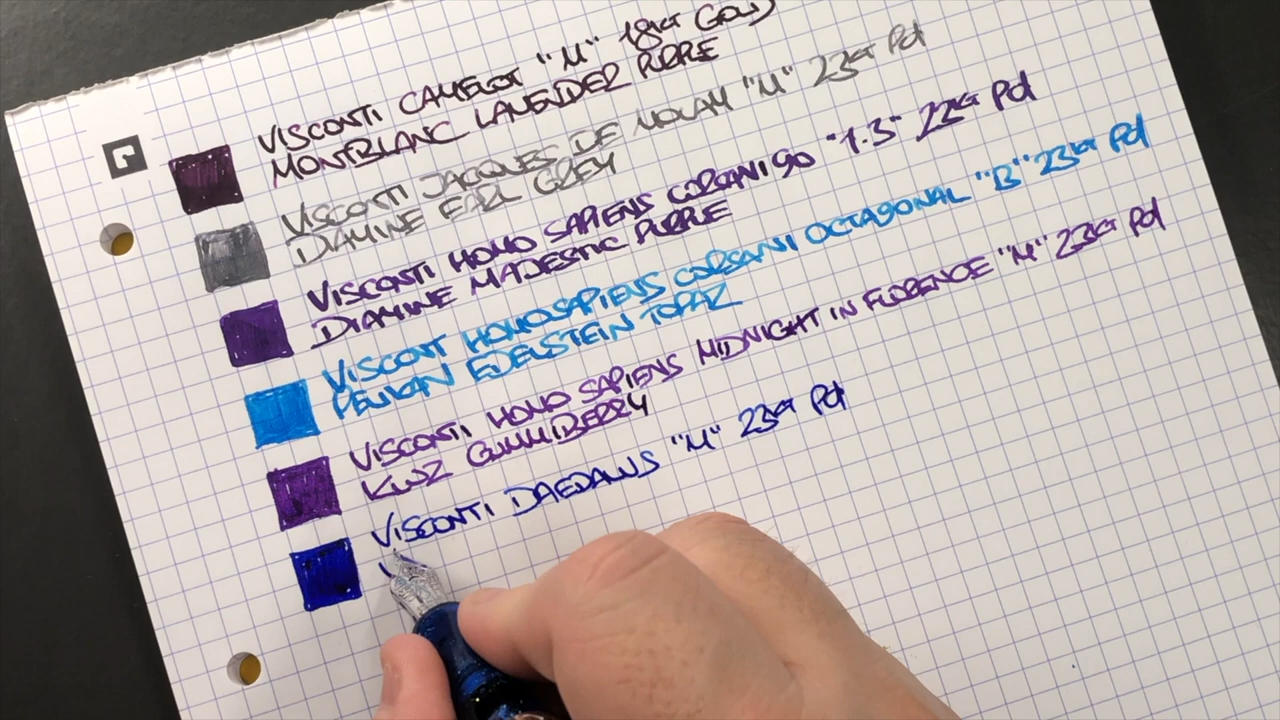 VISCONTI CAMELOT "M" 18kt GOLD
MONTBLANC LAVENDER PURPLE
VISCONTI JACQUES DE MOLAY "M" 23kt Pd
DIAMINE EARL GREY
VISCONTI HOMO SAPIENS CORSANI 90 "1.3" 23kt Pd
DIAMINE MAJESTIC PURPLE
VISCONTI HOMOSAPIENS CORSANI OCTAGONAL "B" 23kt Pd
PELIKAN EDELSTEIN TOPAZ
VISCONTI HOMO SAPIENS MIDNIGHT IN FLORENCE "M" 23kt Pd
KWZ GUMMIBERRY
VISCONTI DAEDALUS "M" 23kt Pd